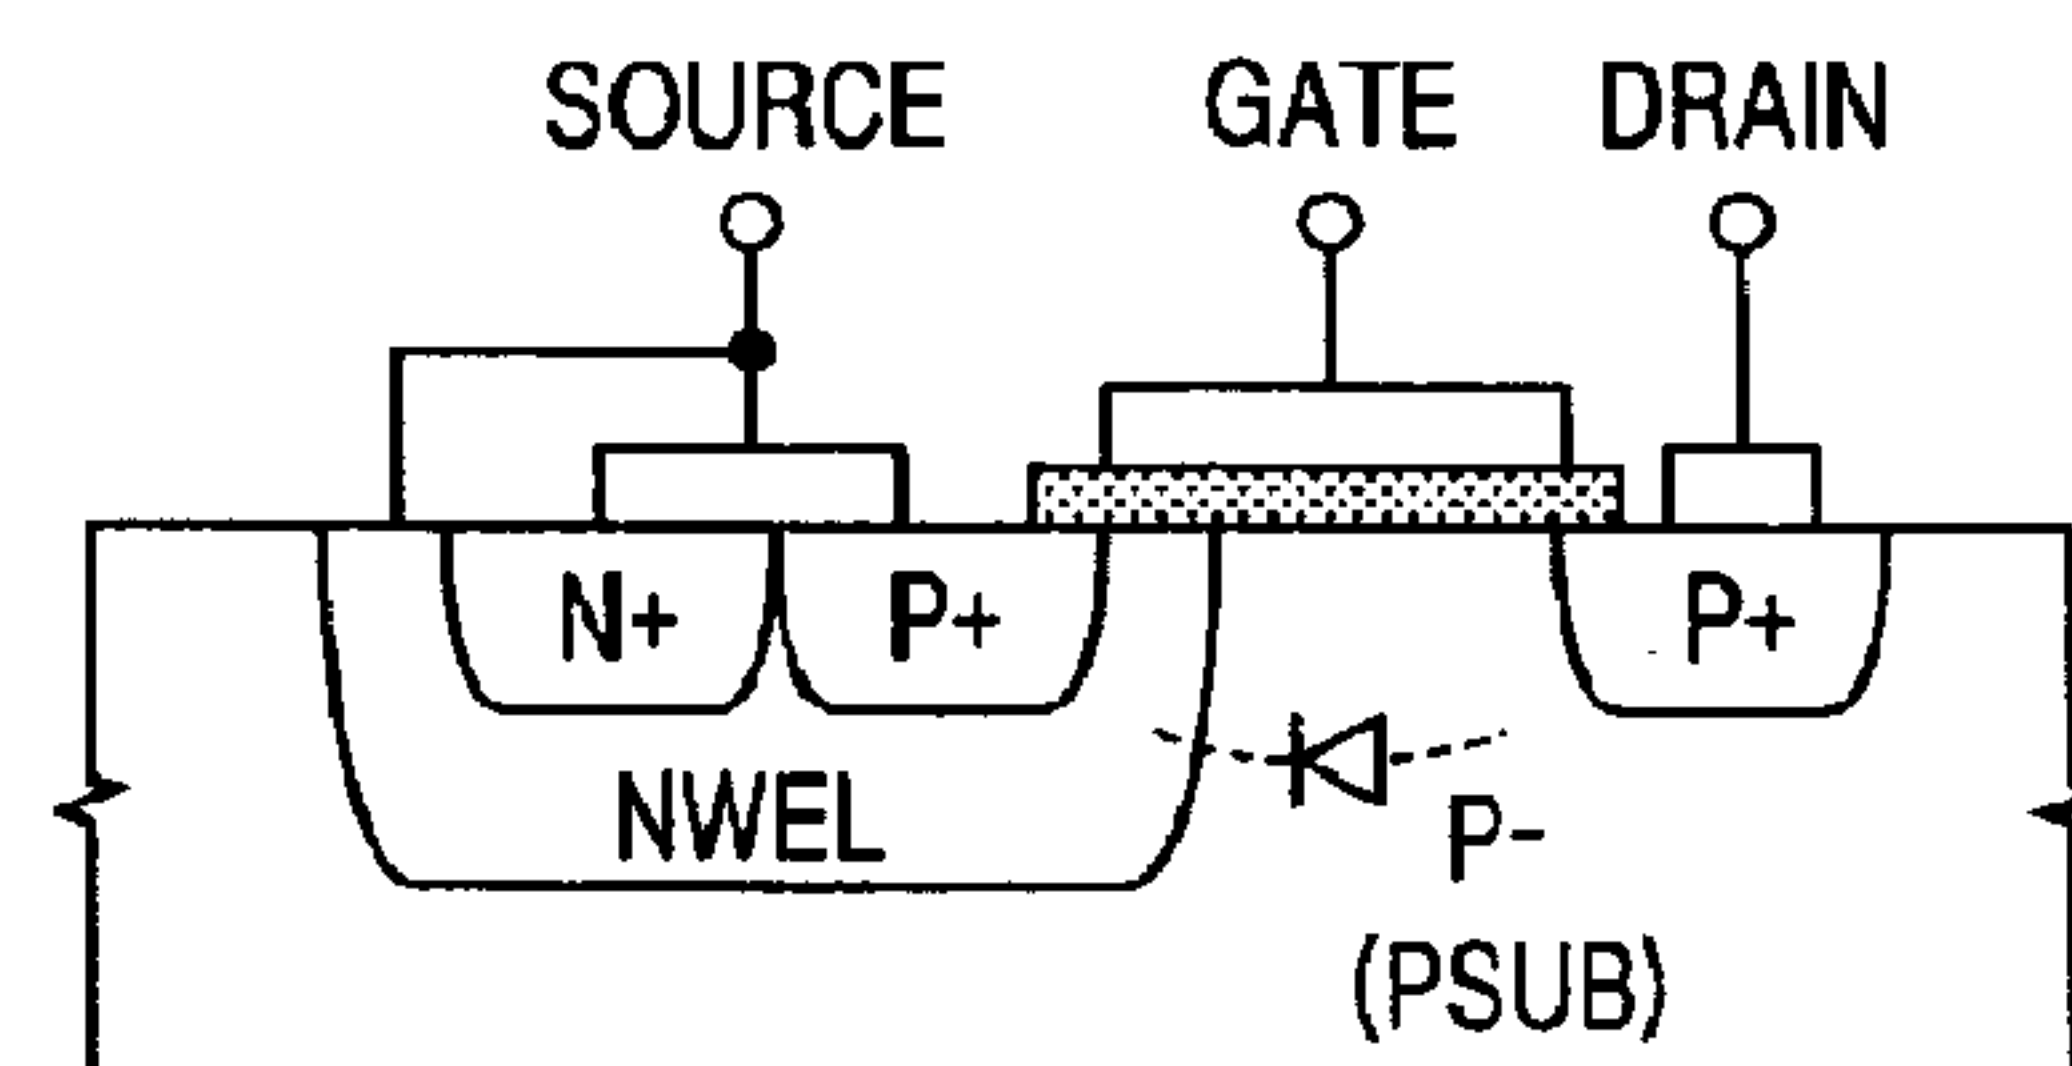 SOURCE GATE DRAIN
N+ P+ P+
NWEL
P-
(PSUB)